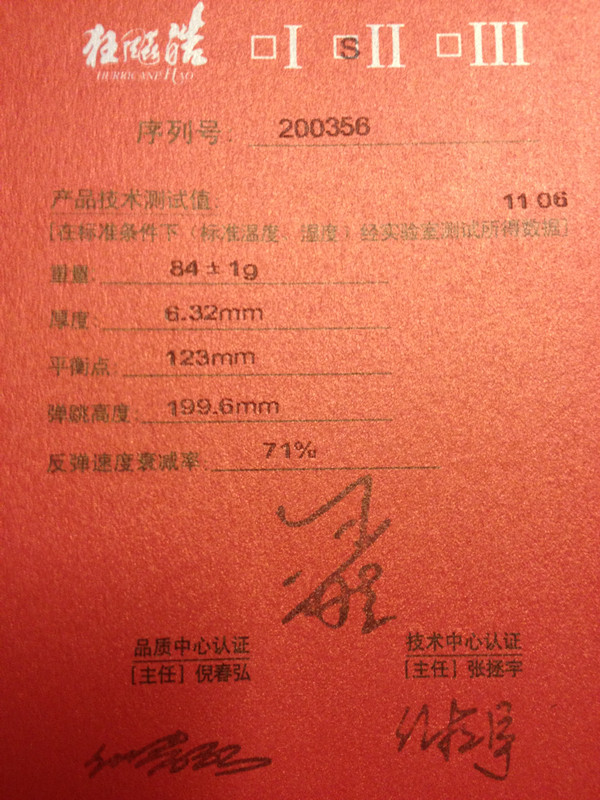 狂飚皓 □I □S II □III
HURRICANE HAO
序列号: 200356
产品技术测试值: 11 06
[在标准条件下(标准温度、湿度)经实验室测试所得数据]
重量: 84±1g
厚度: 6.32mm
平衡点: 123mm
弹跳高度: 199.6mm
反弹速度衰减率: 71%
品质中心认证 技术中心认证
[主任] 倪春弘 [主任] 张拯宇